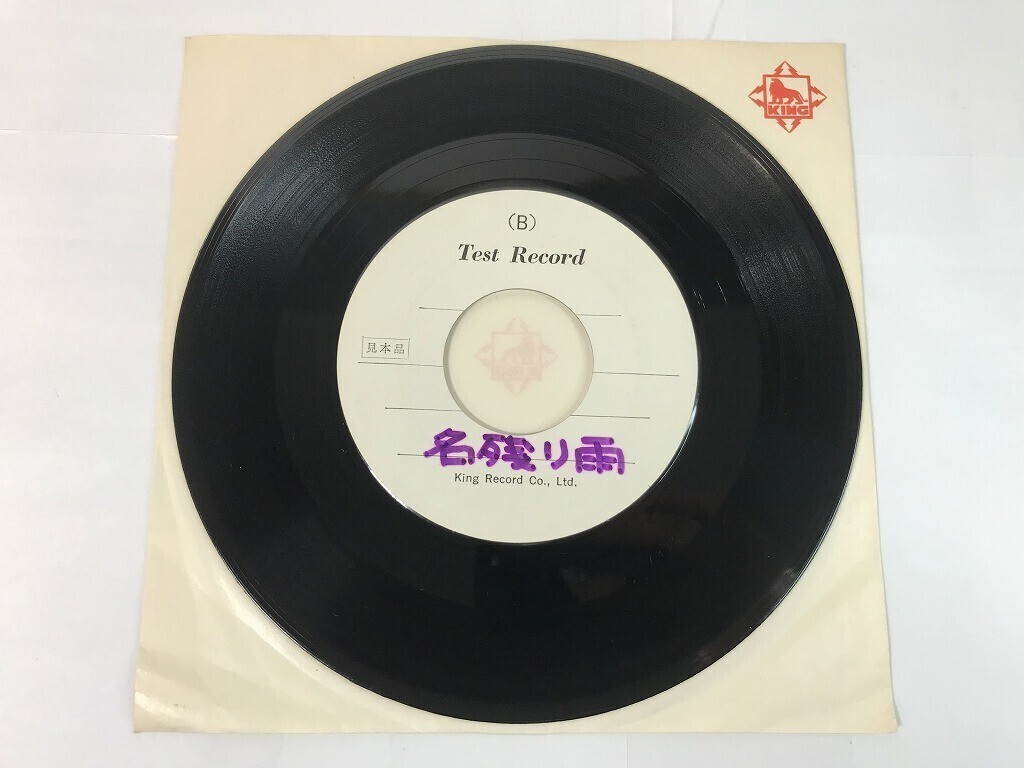 KING
(B)
Test Record
見本品
名残り雨
King Record Co., Ltd.